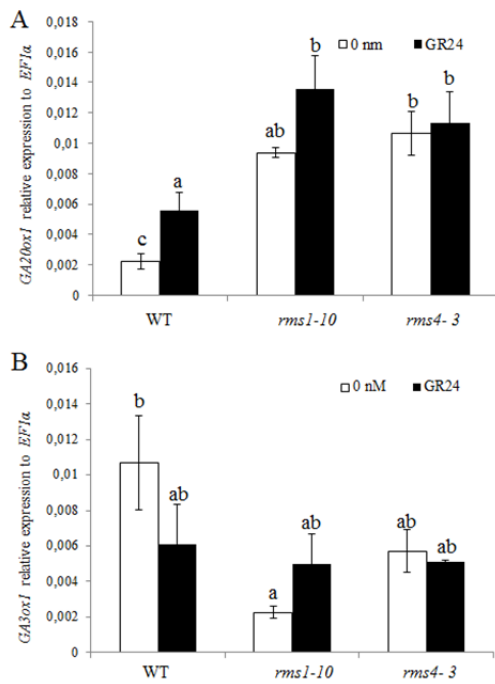 A
GA20ox1 relative expression to EF1α
0,018
0,016
0,014
0,012
0,01
0,008
0,006
0,004
0,002
0
0 nm GR24
c a ab b b b
WT rms1-10 rms4- 3
B
GA3ox1 relative expression to EF1α
0,016
0,014
0,012
0,01
0,008
0,006
0,004
0,002
0
0 nM GR24
b ab a ab ab ab
WT rms1-10 rms4- 3